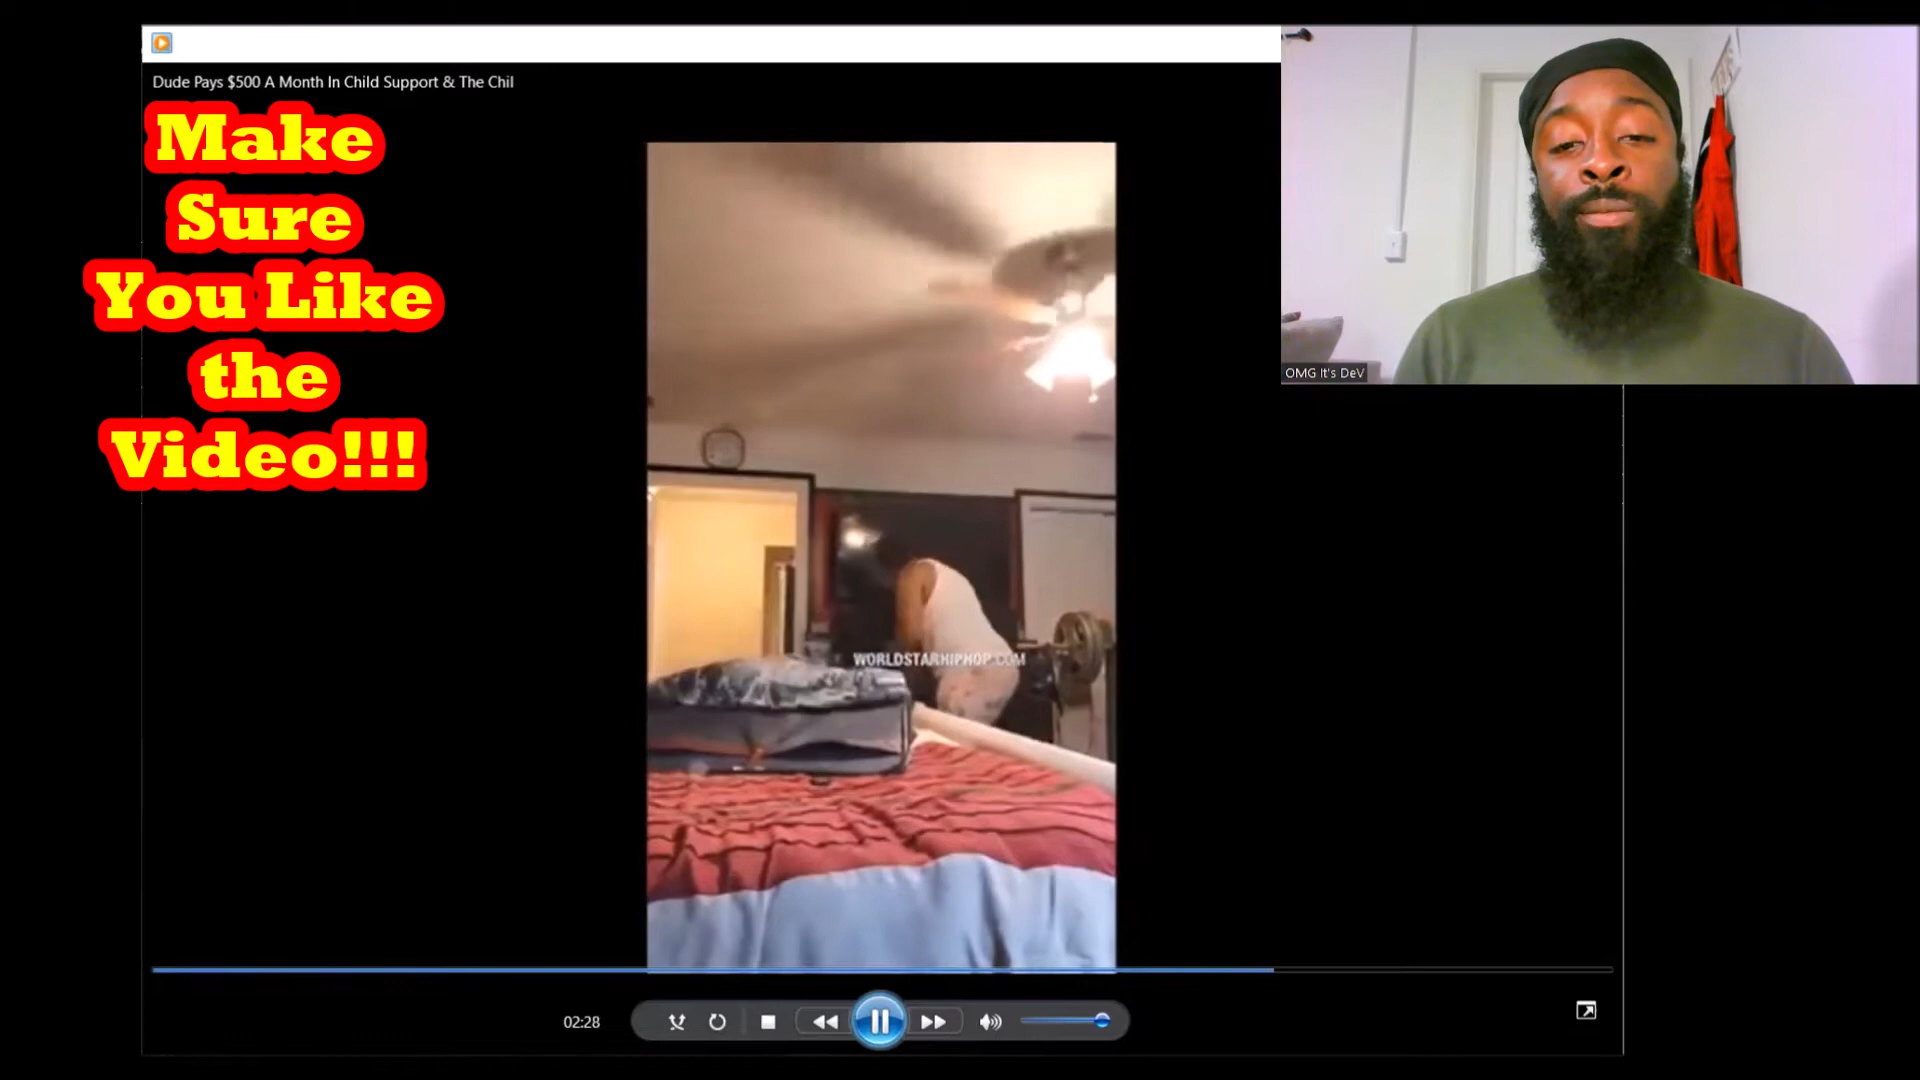 Dude Pays $500 A Month In Child Support & The Chil
Make
Sure
You Like
the
Video!!!
OMG It's DeV
WORLDSTARHIPHOP.COM
02:28